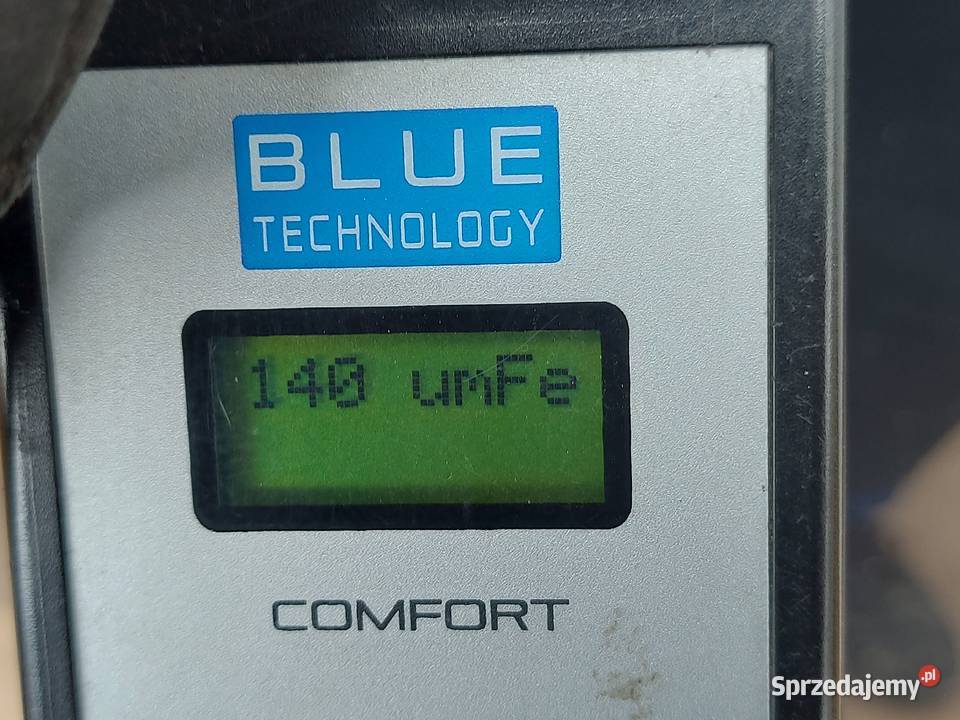 BLUE
TECHNOLOGY
140 umFe
COMFORT
Sprzedajemy.pl